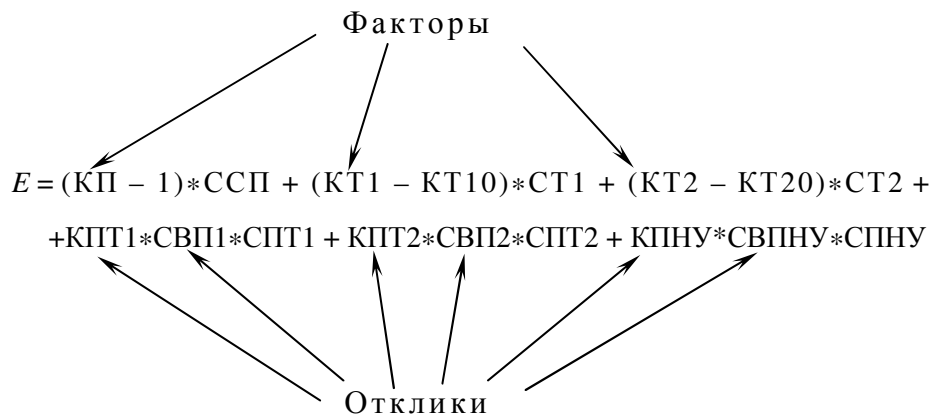 Факторы
E = (КП – 1)*ССП + (КТ1 – КТ10)*СТ1 + (КТ2 – КТ20)*СТ2 +
+КПТ1*СВП1*СПТ1 + КПТ2*СВП2*СПТ2 + КПНУ*СВПНУ*СПНУ
Отклики